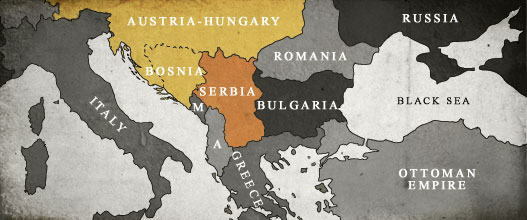 AUSTRIA-HUNGARY
RUSSIA
ROMANIA
BOSNIA
SERBIA
M
BULGARIA
BLACK SEA
ITALY
A
GREECE
OTTOMAN
EMPIRE